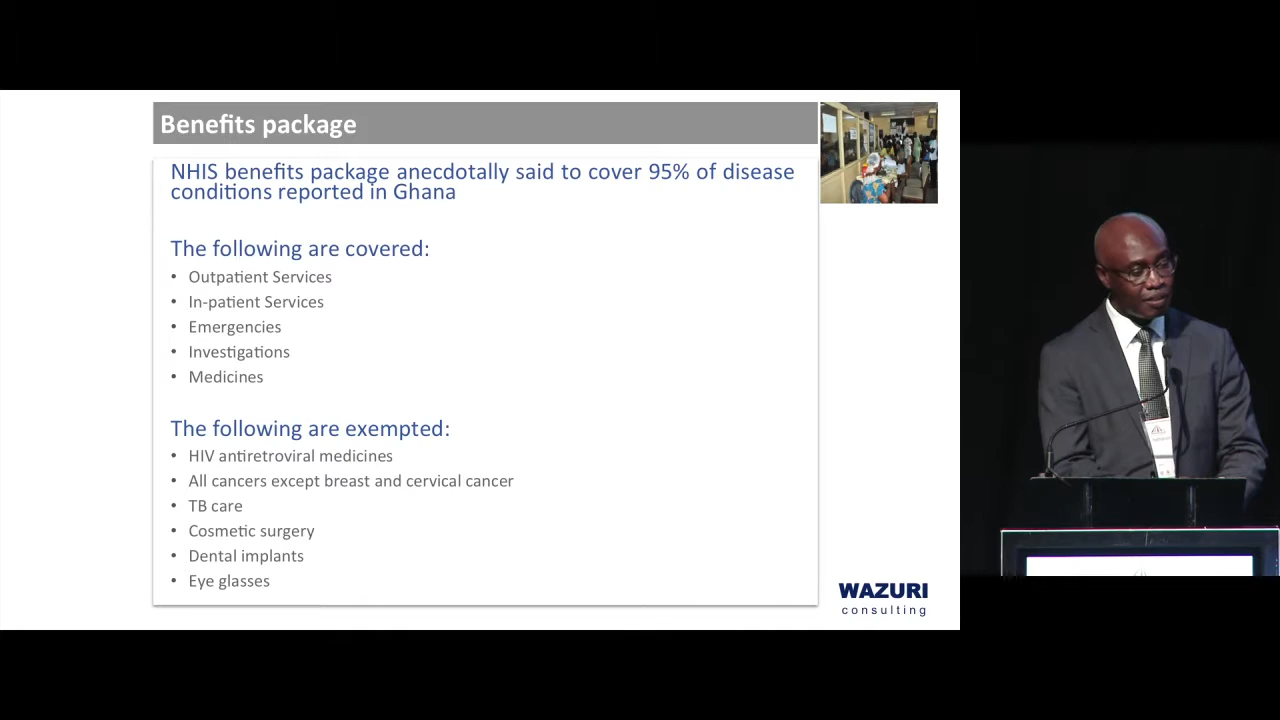 Benefits package
NHIS benefits package anecdotally said to cover 95% of disease
conditions reported in Ghana
The following are covered:
• Outpatient Services
• In-patient Services
• Emergencies
• Investigations
• Medicines
The following are exempted:
• HIV antiretroviral medicines
• All cancers except breast and cervical cancer
• TB care
• Cosmetic surgery
• Dental implants
• Eye glasses
WAZURI
consulting